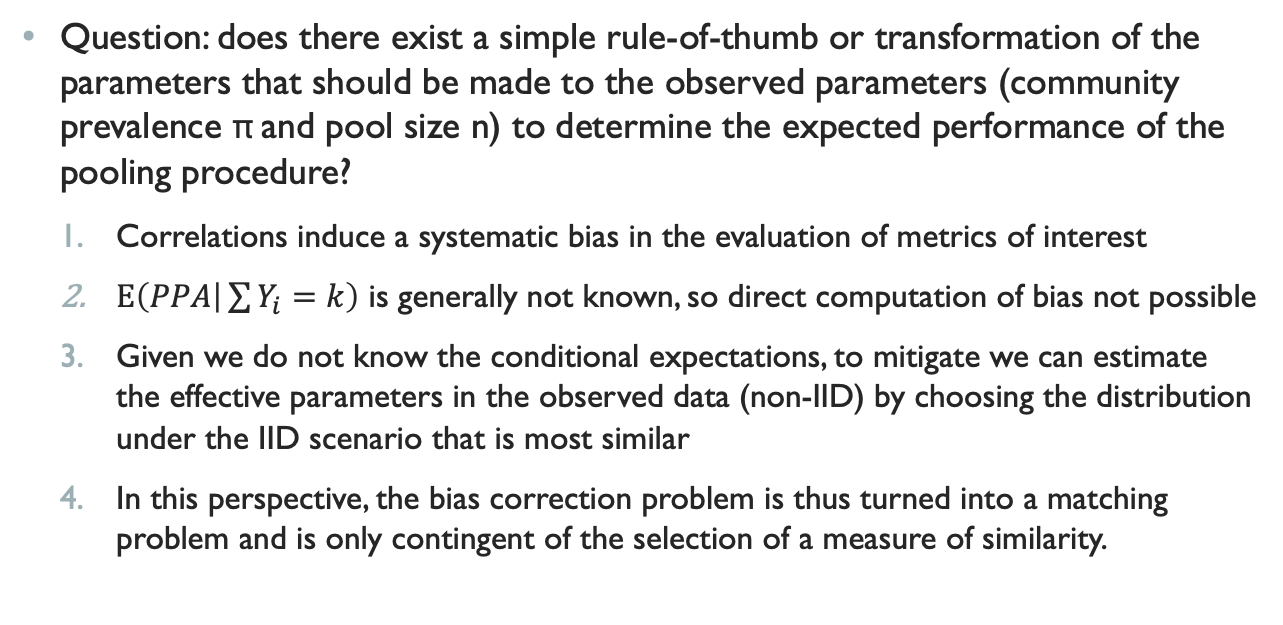 • Question: does there exist a simple rule-of-thumb or transformation of the
parameters that should be made to the observed parameters (community
prevalence π and pool size n) to determine the expected performance of the
pooling procedure?
1. Correlations induce a systematic bias in the evaluation of metrics of interest
2. E(PPA| ∑ Yᵢ = k) is generally not known, so direct computation of bias not possible
3. Given we do not know the conditional expectations, to mitigate we can estimate
the effective parameters in the observed data (non-IID) by choosing the distribution
under the IID scenario that is most similar
4. In this perspective, the bias correction problem is thus turned into a matching
problem and is only contingent of the selection of a measure of similarity.